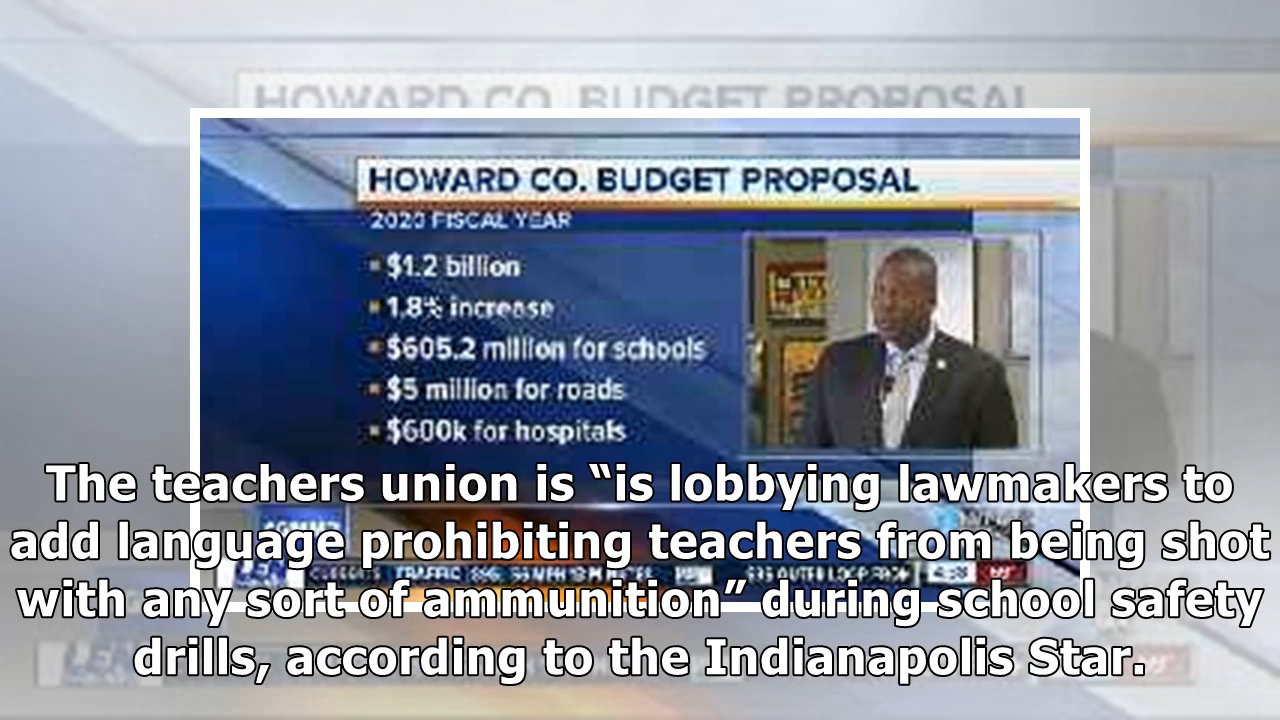 HOWARD CO. BUDGET PROPOSAL
HOWARD CO. BUDGET PROPOSAL
2020 FISCAL YEAR
$1.2 billion
1.8% increase
$605.2 million for schools
$5 million for roads
$600k for hospitals
The teachers union is “is lobbying lawmakers to
add language prohibiting teachers from being shot
with any sort of ammunition” during school safety
drills, according to the Indianapolis Star.
TRAFFIC